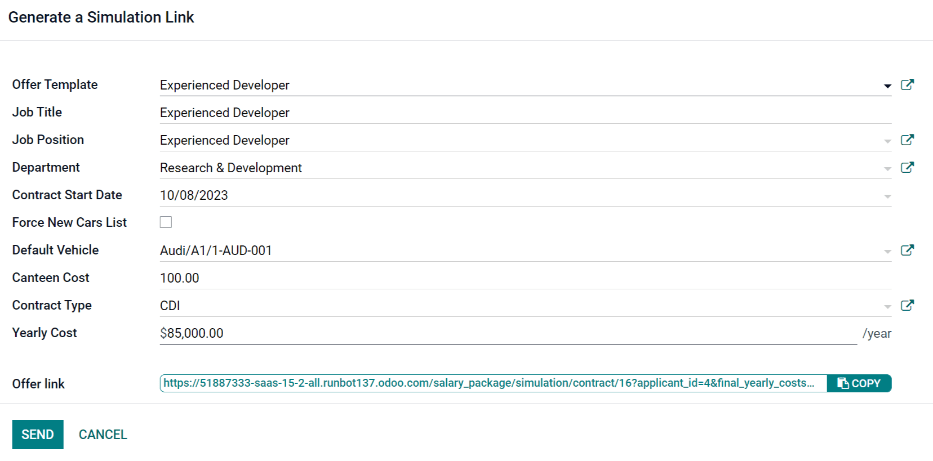 Generate a Simulation Link
Offer Template Experienced Developer
Job Title Experienced Developer
Job Position Experienced Developer
Department Research & Development
Contract Start Date 10/08/2023
Force New Cars List
Default Vehicle Audi/A1/1-AUD-001
Canteen Cost 100.00
Contract Type CDI
Yearly Cost $85,000.00 /year
Offer link https://51887333-saas-15-2-all.runbot137.odoo.com/salary_package/simulation/contract/16?applicant_id=4&final_yearly_costs... COPY
SEND CANCEL